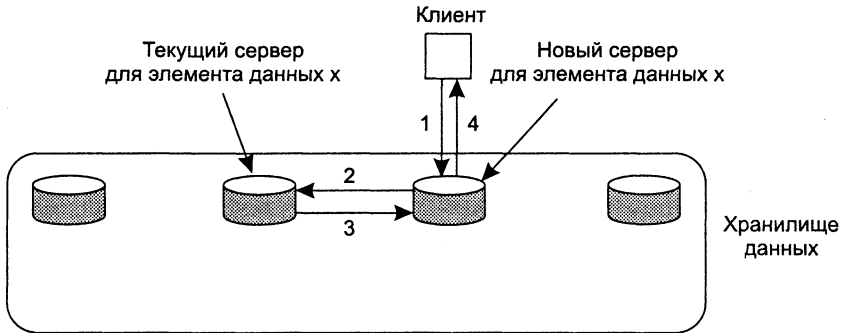 Клиент
Текущий сервер
для элемента данных x
Новый сервер
для элемента данных x
1
4
2
3
Хранилище
данных